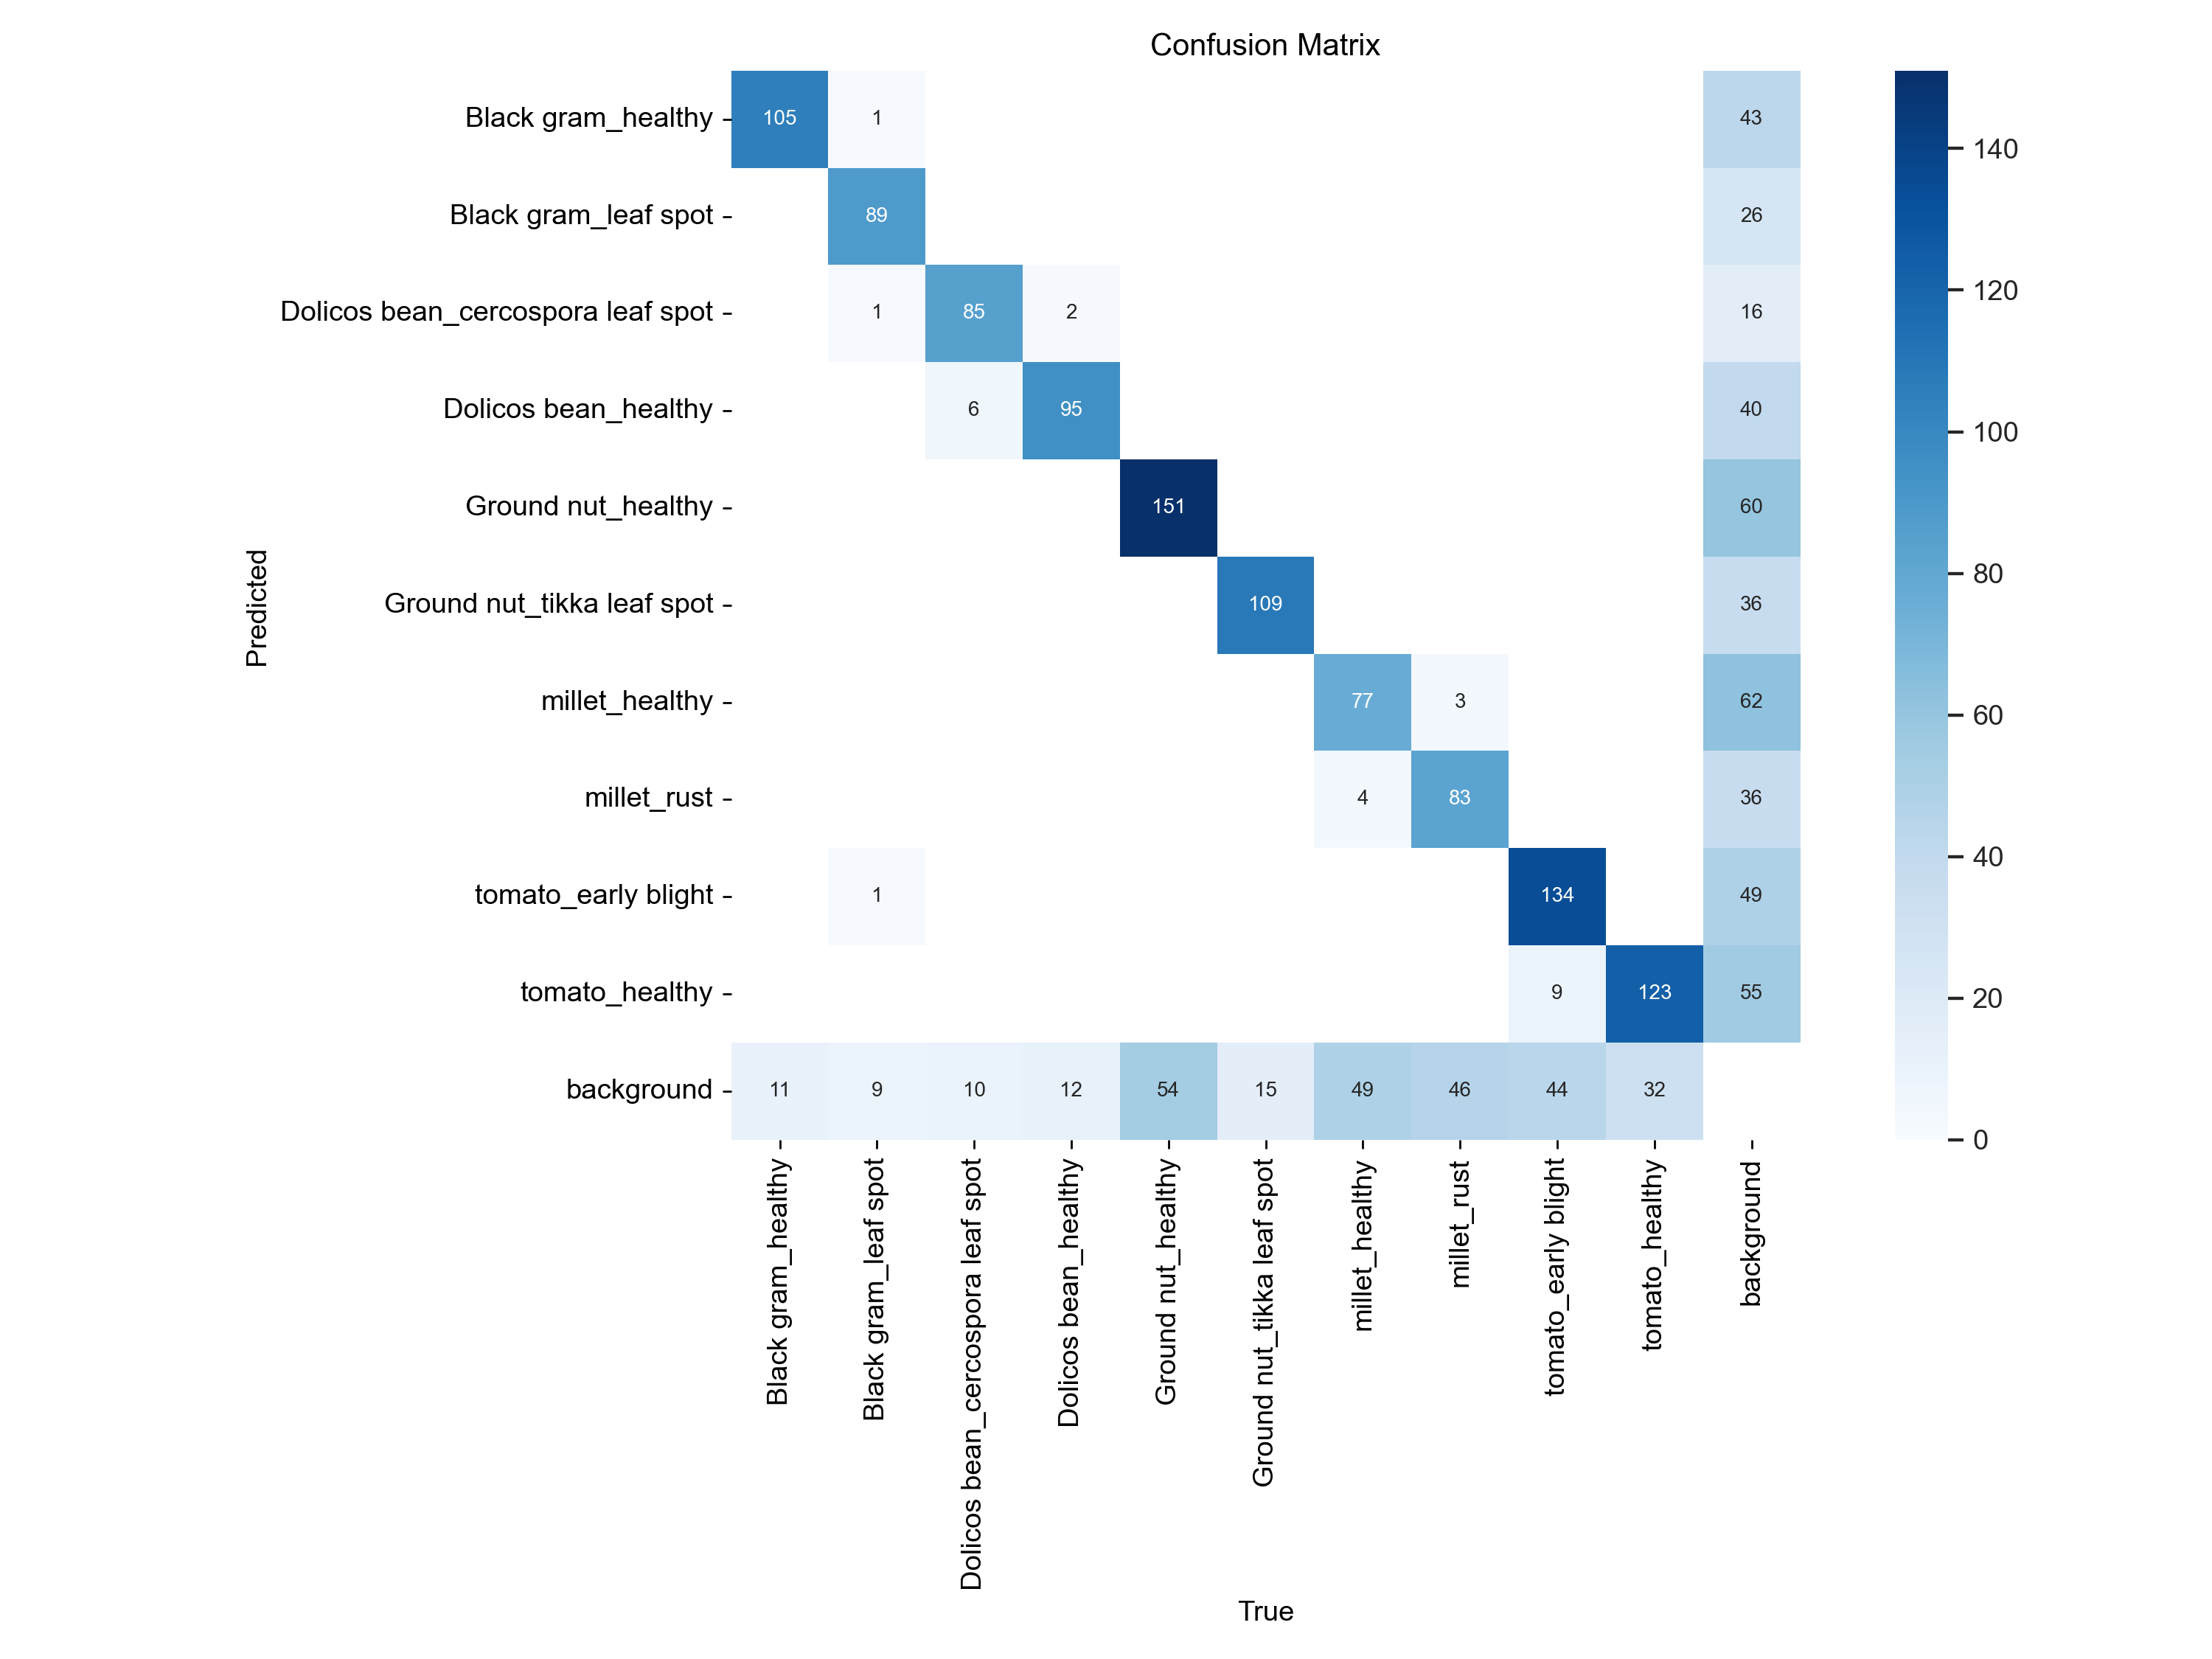 Confusion Matrix
Black gram_healthy 105 1 43
Black gram_leaf spot 89 26
Dolicos bean_cercospora leaf spot 1 85 2 16
Dolicos bean_healthy 6 95 40
Ground nut_healthy 151 60
Ground nut_tikka leaf spot 109 36
millet_healthy 77 3 62
millet_rust 4 83 36
tomato_early blight 1 134 49
tomato_healthy 9 123 55
background 11 9 10 12 54 15 49 46 44 32
Predicted
Black gram_healthy
Black gram_leaf spot
Dolicos bean_cercospora leaf spot
Dolicos bean_healthy
Ground nut_healthy
Ground nut_tikka leaf spot
millet_healthy
millet_rust
tomato_early blight
tomato_healthy
background
True
140
120
100
80
60
40
20
0